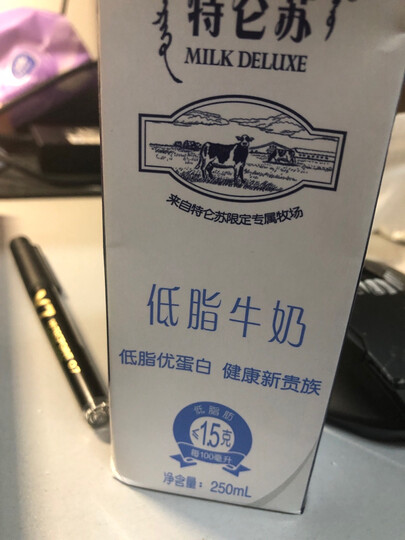 特仑苏
MILK DELUXE
来自特仑苏限定专属牧场
低脂牛奶
低脂优蛋白 健康新贵族
低脂肪
≤1.5克
每100毫升
净含量：250mL